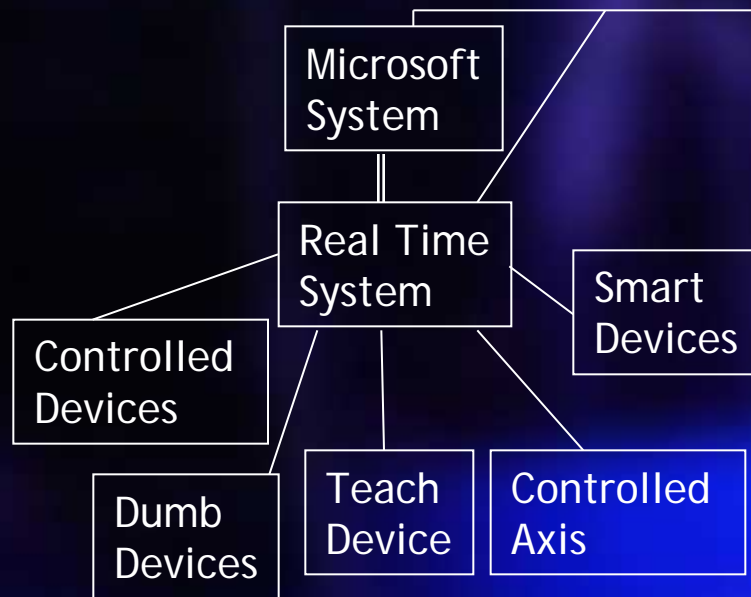 Microsoft
System
Real Time
System
Smart
Devices
Controlled
Devices
Dumb
Devices
Teach
Device
Controlled
Axis